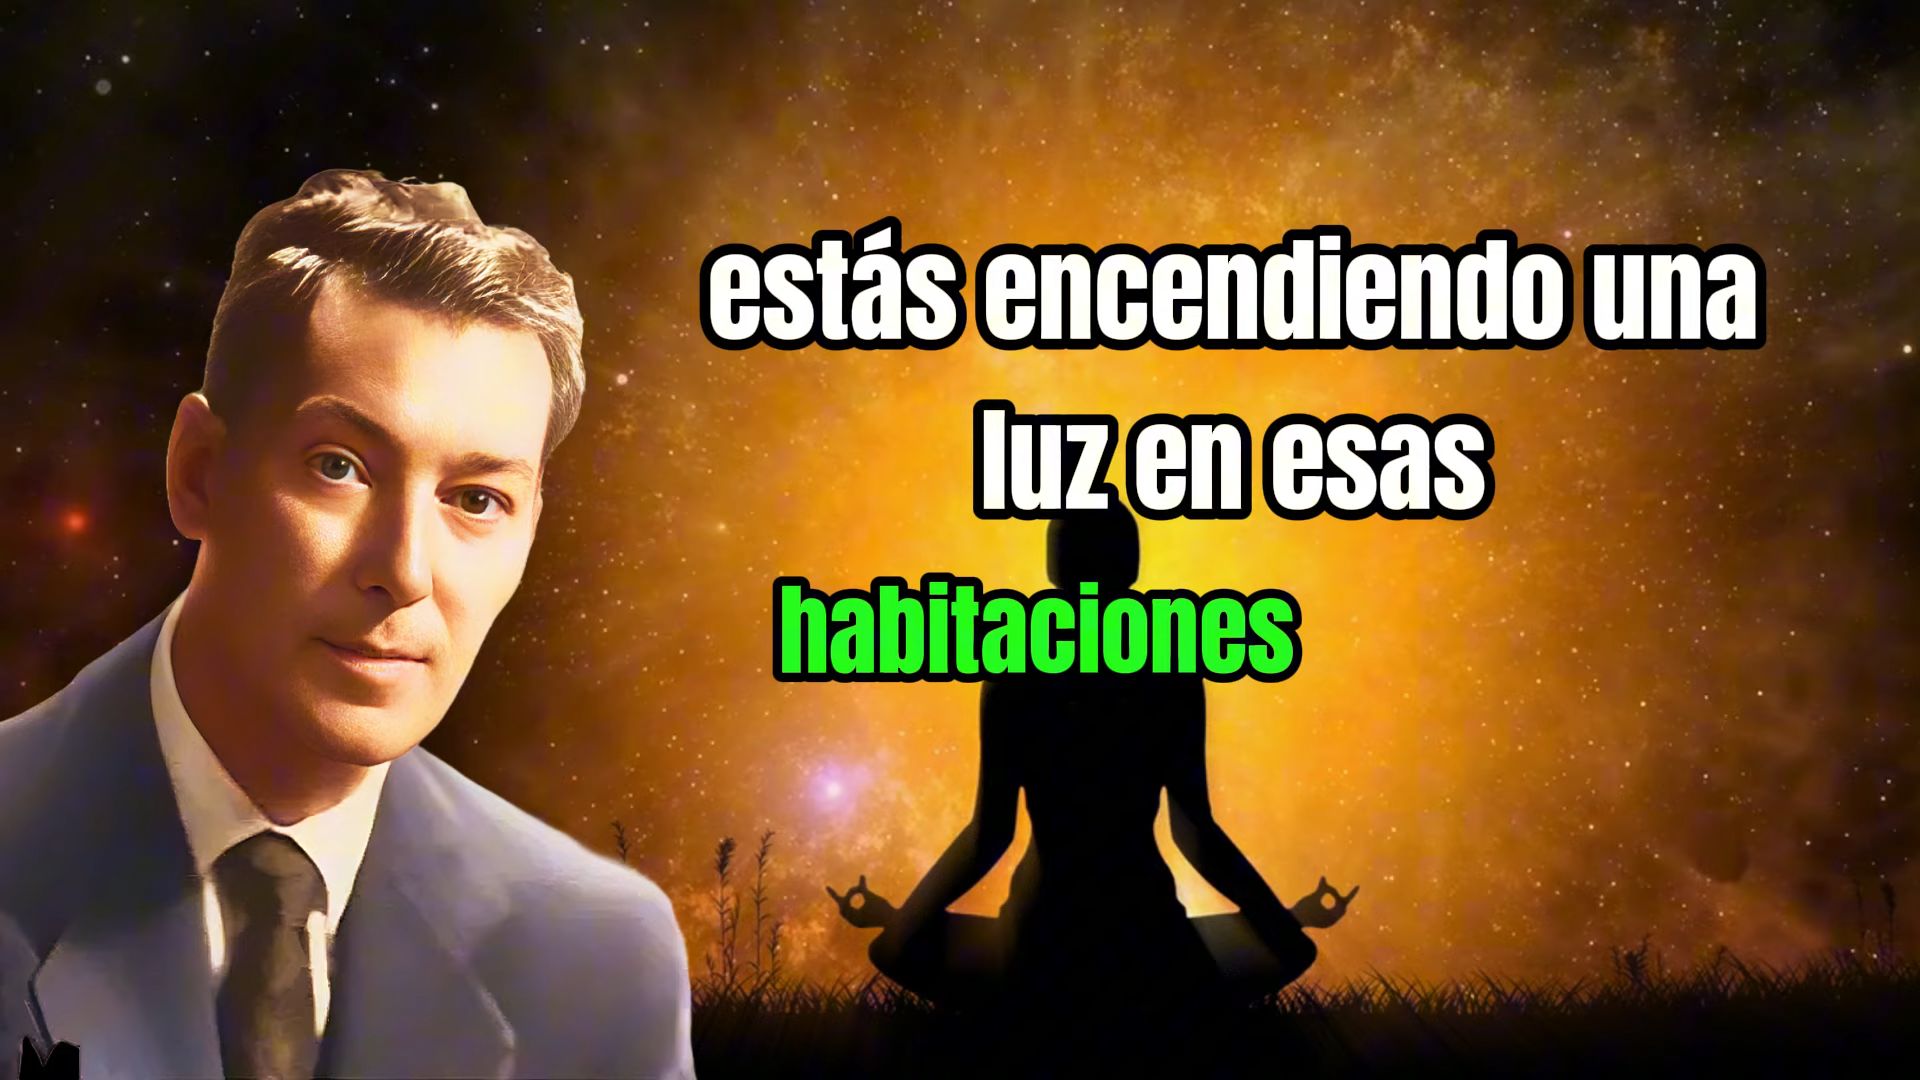 estás encendiendo una
luz en esas
habitaciones